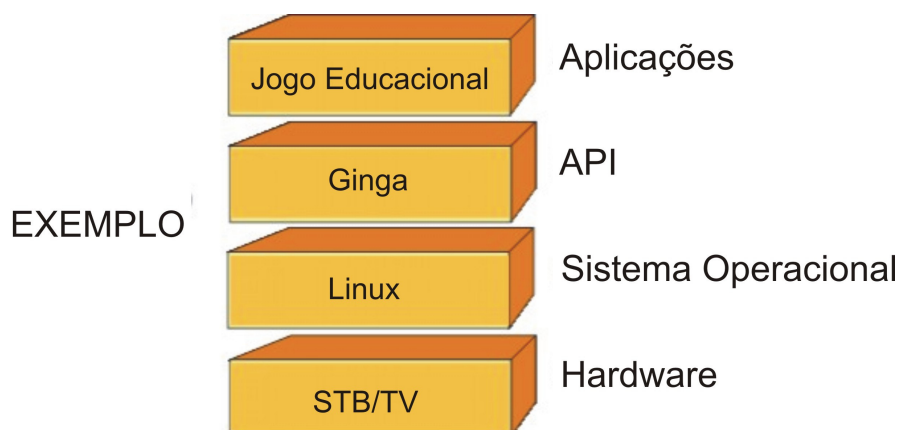 Jogo Educacional
Aplicações
Ginga
API
EXEMPLO
Linux
Sistema Operacional
STB/TV
Hardware